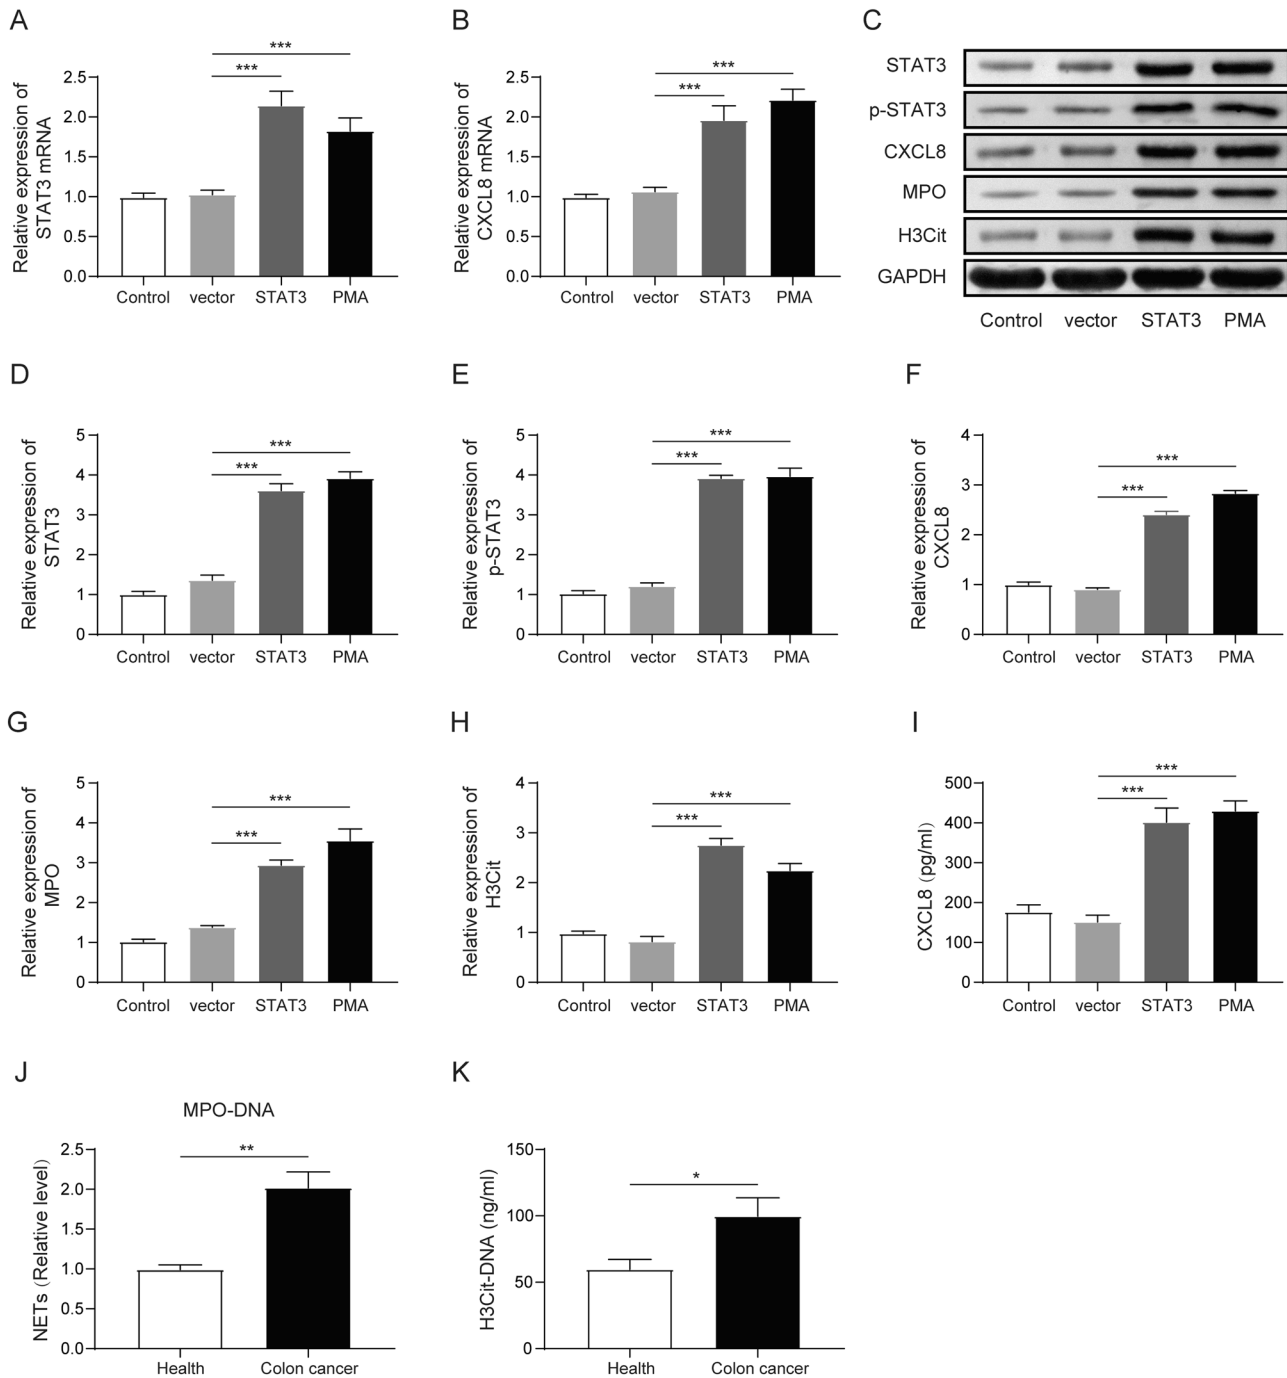 A
Relative expression of
STAT3 mRNA
2.5
2.0
1.5
1.0
0.5
0.0
***
***
Control vector STAT3 PMA
B
Relative expression of
CXCL8 mRNA
2.5
2.0
1.5
1.0
0.5
0.0
***
***
Control vector STAT3 PMA
C
STAT3
p-STAT3
CXCL8
MPO
H3Cit
GAPDH
Control vector STAT3 PMA
D
Relative expression of
STAT3
5
4
3
2
1
0
***
***
Control vector STAT3 PMA
E
Relative expression of
p-STAT3
5
4
3
2
1
0
***
***
Control vector STAT3 PMA
F
Relative expression of
CXCL8
4
3
2
1
0
***
***
Control vector STAT3 PMA
G
Relative expression of
MPO
5
4
3
2
1
0
***
***
Control vector STAT3 PMA
H
Relative expression of
H3Cit
4
3
2
1
0
***
***
Control vector STAT3 PMA
I
CXCL8 (pg/ml)
500
400
300
200
100
0
***
***
Control vector STAT3 PMA
J
MPO-DNA
NETs (Relative level)
2.5
2.0
1.5
1.0
0.5
0.0
**
Health Colon cancer
K
H3Cit-DNA (ng/ml)
150
100
50
0
*
Health Colon cancer